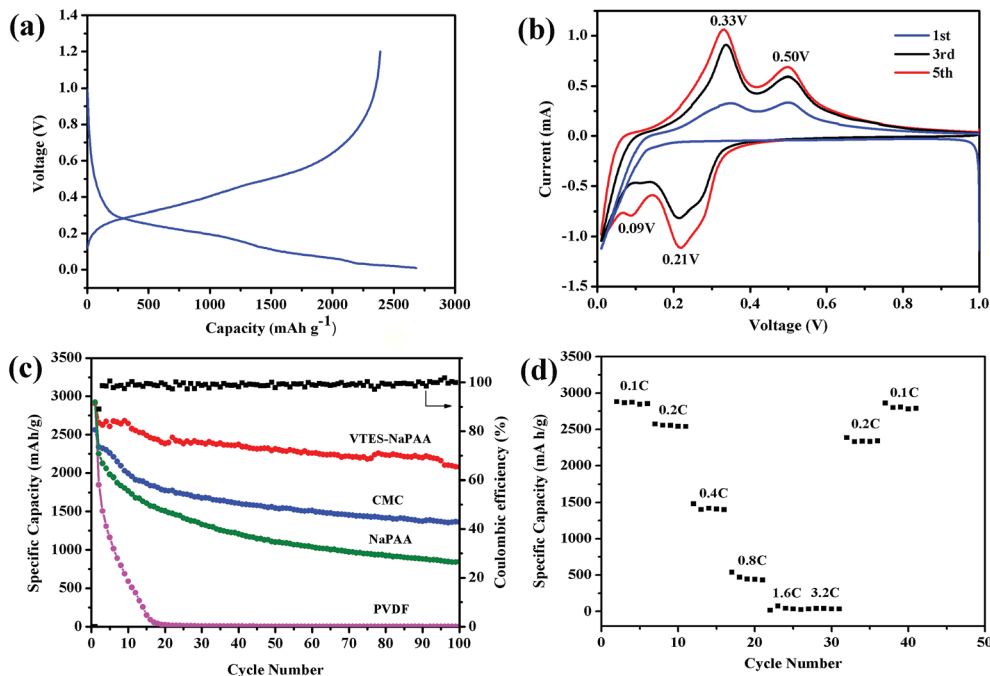 (a)
1.2
1.0
0.8
0.6
0.4
0.2
0.0
Voltage (V)
0 500 1000 1500 2000 2500 3000
Capacity (mAh g-1)
(b)
0.33V
0.50V
1st
3rd
5th
1.0
0.5
0.0
-0.5
-1.0
-1.5
Current (mA)
0.09V
0.21V
0.0 0.2 0.4 0.6 0.8 1.0
Voltage (V)
(c)
3500
3000
2500
2000
1500
1000
500
0
Specific Capacity (mAh/g)
VTES-NaPAA
CMC
NaPAA
PVDF
100
80
60
40
20
0
Coulombic efficiency (%)
0 10 20 30 40 50 60 70 80 90 100
Cycle Number
(d)
3500
3000
2500
2000
1500
1000
500
0
Specific Capacity (mA h/g)
0.1C
0.2C
0.4C
0.8C
1.6C
3.2C
0.2C
0.1C
0 10 20 30 40 50
Cycle Number